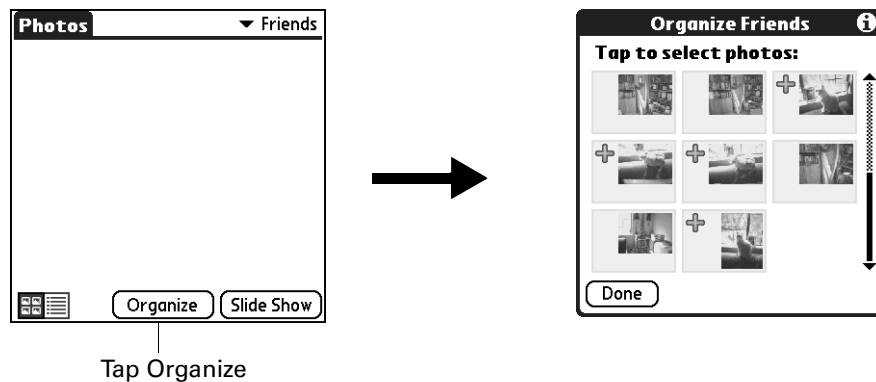 Photos
Friends
Organize
Slide Show
Tap Organize
Organize Friends
Tap to select photos:
Done